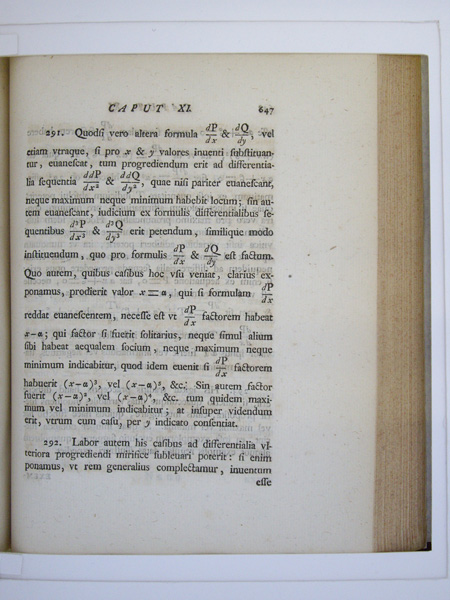 CAPUT XI. 647
291. Quodsi vero altera formula dP/dx & dQ/dy, vel
etiam vtraque, si pro x & y valores inuenti substituan-
tur, euanescat, tum progrediendum erit ad differentia-
lia sequentia ddP/dx² & ddQ/dy², quae nisi pariter euanescant,
neque maximum neque minimum habebit locum; sin au-
tem euanescant, iudicium ex formulis differentialibus se-
quentibus d³P/dx³ & d³Q/dy³ erit petendum, similique modo
instituendum, quo pro formulis dP/dx & dQ/dy est factum.
Quo autem, quibus casibus hoc vsu veniat, clarius ex-
ponamus, prodierit valor x = α, qui si formulam dP/dx
reddat euanescentem, necesse est vt dP/dx factorem habeat
x-α; qui factor si fuerit solitarius, neque simul alium
sibi habeat aequalem socium, neque maximum neque
minimum indicabitur, quod idem euenit si dP/dx factorem
habuerit (x-α)³, vel (x-α)⁵, &c. Sin autem factor
fuerit (x-α)², vel (x-α)⁴, &c. tum quidem maxi-
mum vel minimum indicabitur; at insuper videndum
erit, vtrum cum casu, per y indicato consentiat.
292. Labor autem his casibus ad differentialia vl-
teriora progrediendi mirifice subleuari poterit: si enim
ponamus, vt rem generalius complectamur, inuentum
esse